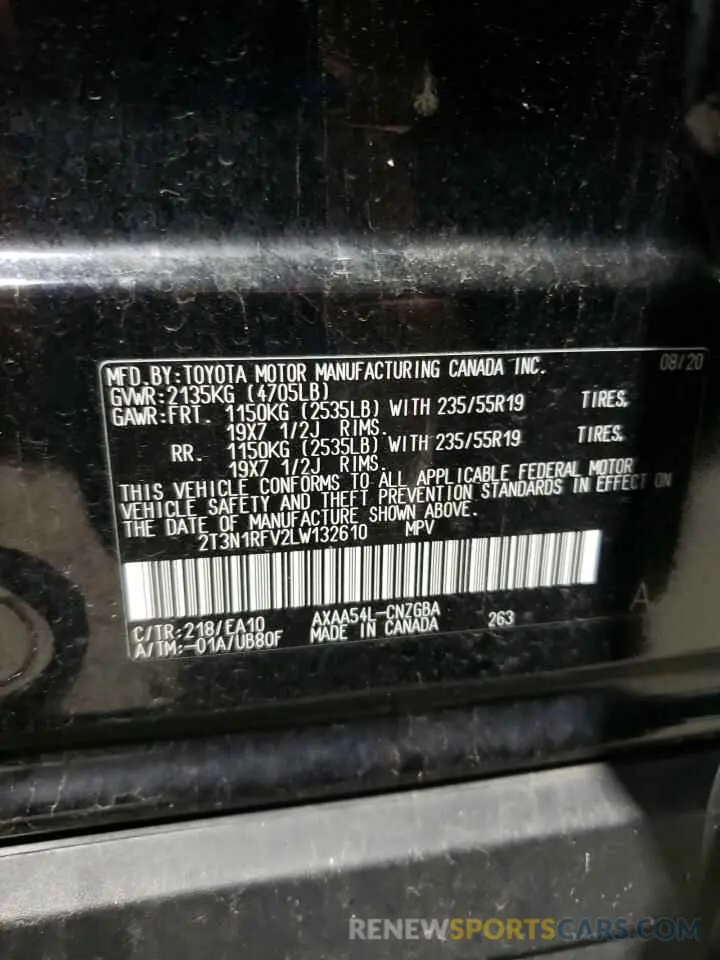 MFD.BY:TOYOTA MOTOR MANUFACTURING CANADA INC. 08/20
GVWR:2135KG (4705LB)
GAWR:FRT. 1150KG (2535LB) WITH 235/55R19 TIRES,
19X7 1/2J RIMS.
RR. 1150KG (2535LB) WITH 235/55R19 TIRES,
19X7 1/2J RIMS.
THIS VEHICLE CONFORMS TO ALL APPLICABLE FEDERAL MOTOR
VEHICLE SAFETY AND THEFT PREVENTION STANDARDS IN EFFECT ON
THE DATE OF MANUFACTURE SHOWN ABOVE.
2T3N1RFV2LW132610 MPV
A
C/TR:218/EA10 AXAA54L-CNZGBA 263
A/TM:-01A/UB80F MADE IN CANADA
RENEWSPORTSCARS.COM